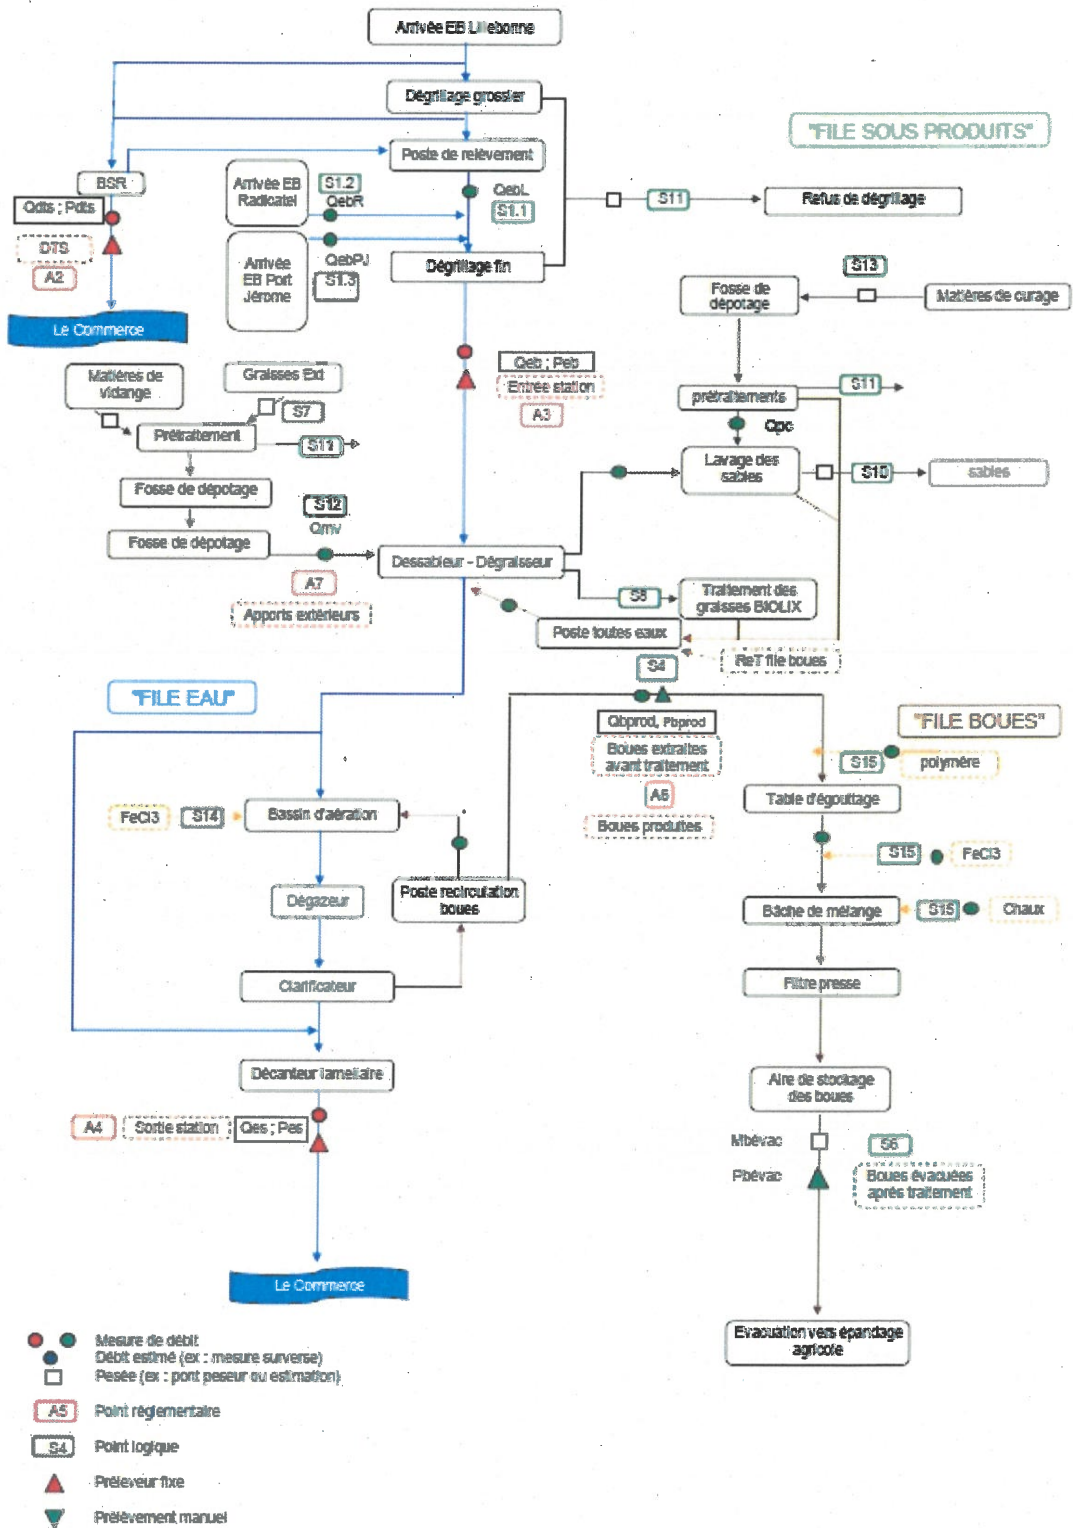 Arrivée EB Lillebonne
Dégrillage grossier
"FILE SOUS PRODUITS"
Poste de relèvement
BSR
Arrivée EB
Radicatel
S1.2
QebR
QebL
S1.1
S11
Refus de dégrillage
Qdts ; Pdts
DTS
A2
Arrivée
EB Port
Jérome
QebPJ
S1.3
Dégrillage fin
S13
Fosse de
dépotage
Matières de curage
Le Commerce
Qeb ; Peb
Entrée station
A3
Matières de
vidange
Graisses Ext
S7
prétraitements
S11
Qpc
Prétraitement
S11
Lavage des
sables
S10
sables
Fosse de dépotage
S12
Qmv
Fosse de dépotage
Dessableur - Dégraisseur
A7
Apports extérieurs
S8
Traitement des
graisses BIOLIX
Poste toutes eaux
ReT file boues
S4
"FILE EAU"
Qbprod, Pbprod
"FILE BOUES"
Boues extraites
avant traitement
S15
polymère
A6
Table d'égouttage
Boues produites
FeCl3
S14
Bassin d'aération
S15
FeCl3
Dégazeur
Poste recirculation
boues
Bâche de mélange
S15
Chaux
Clarificateur
Filtre presse
Décanteur lamellaire
Aire de stockage
des boues
A4
Sortie station
Qes ; Pes
Mbévac
S6
Pbévac
Boues évacuées
après traitement
Le Commerce
Evacuation vers épandage
agricole
Mesure de débit
Débit estimé (ex : mesure surverse)
Pesée (ex : pont peseur ou estimation)
A5
Point réglementaire
S4
Point logique
Préleveur fixe
Prélèvement manuel